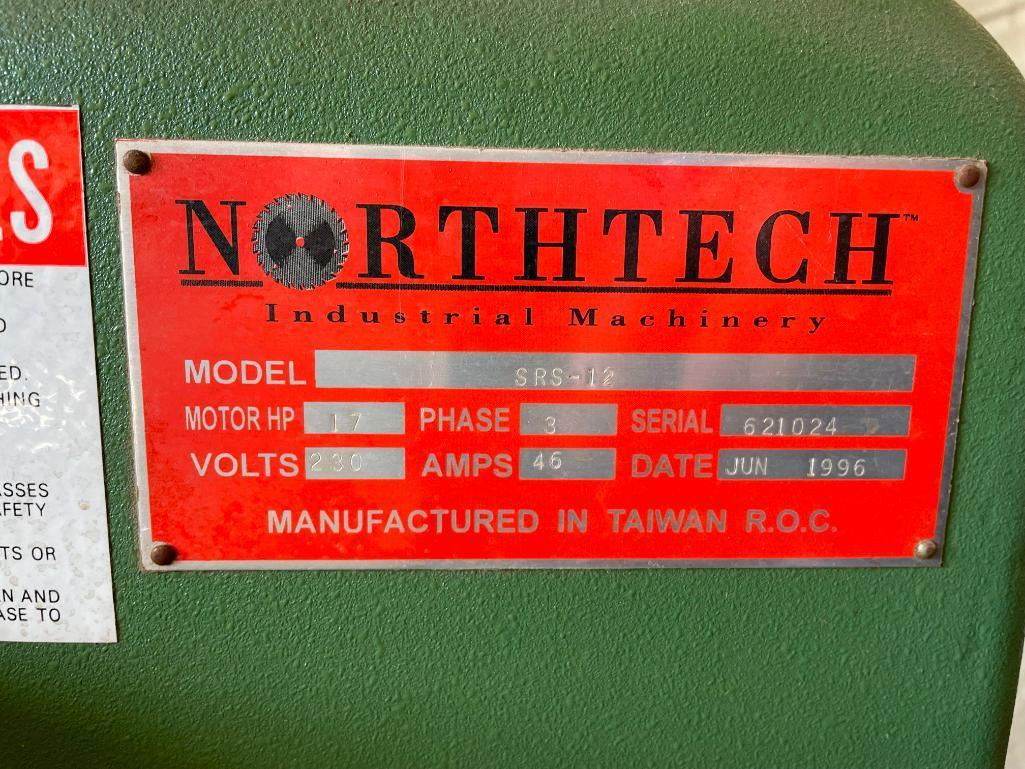 S
ORE
ED.
HING
ASSES
AFETY
TS OR
N AND
ASE TO
NORTHTECH™
Industrial Machinery
MODEL SRS-12
MOTOR HP 17 PHASE 3 SERIAL 621024
VOLTS 230 AMPS 46 DATE JUN 1996
MANUFACTURED IN TAIWAN R.O.C.